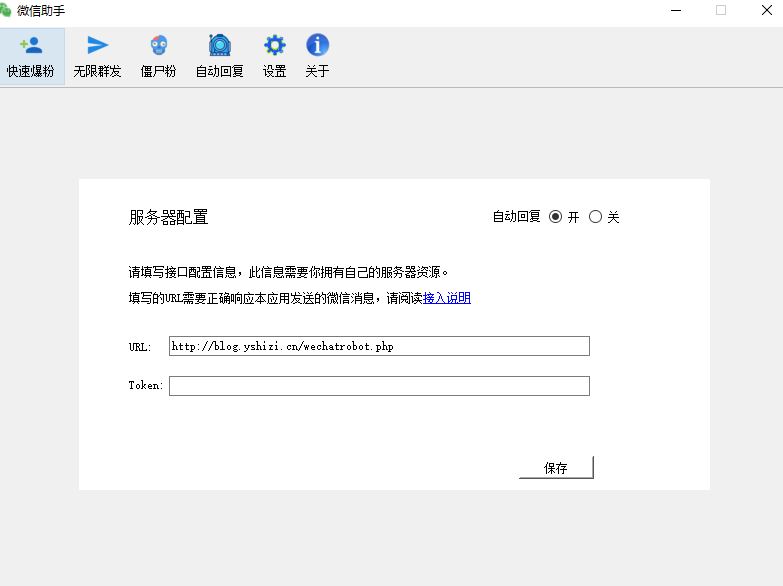 微信助手
快速爆粉 无限群发 僵尸粉 自动回复 设置 关于
服务器配置 自动回复 开 关
请填写接口配置信息，此信息需要你拥有自己的服务器资源。
填写的URL需要正确响应本应用发送的微信消息，请阅读接入说明
URL: http://blog.yshizi.cn/wechatrobot.php
Token:
保存